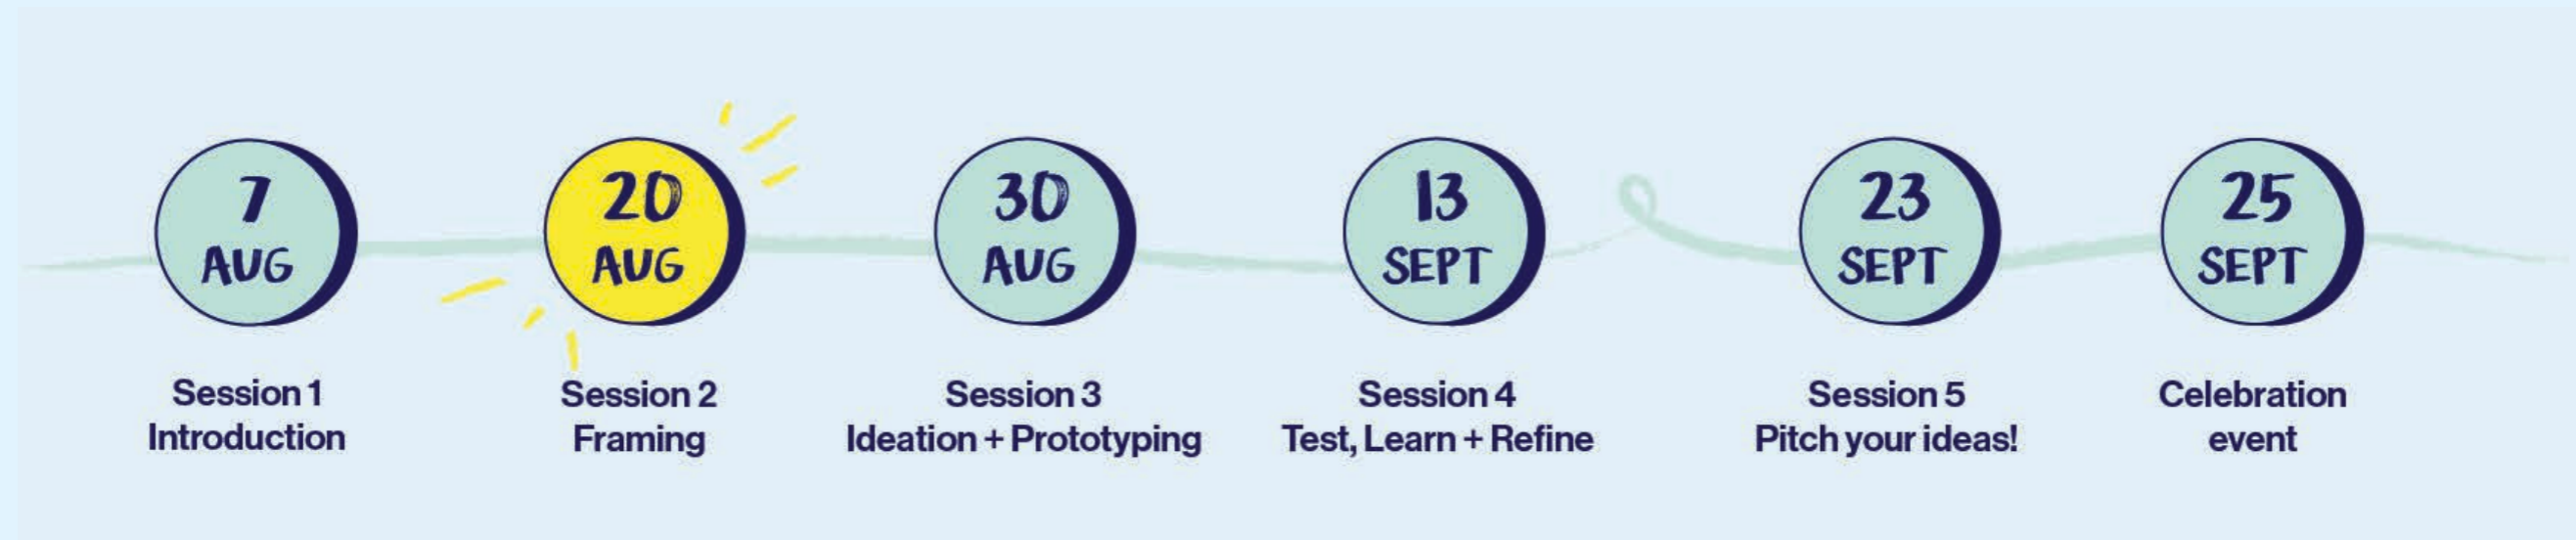 7
AUG
Session 1
Introduction
20
AUG
Session 2
Framing
30
AUG
Session 3
Ideation + Prototyping
13
SEPT
Session 4
Test, Learn + Refine
23
SEPT
Session 5
Pitch your ideas!
25
SEPT
Celebration
event